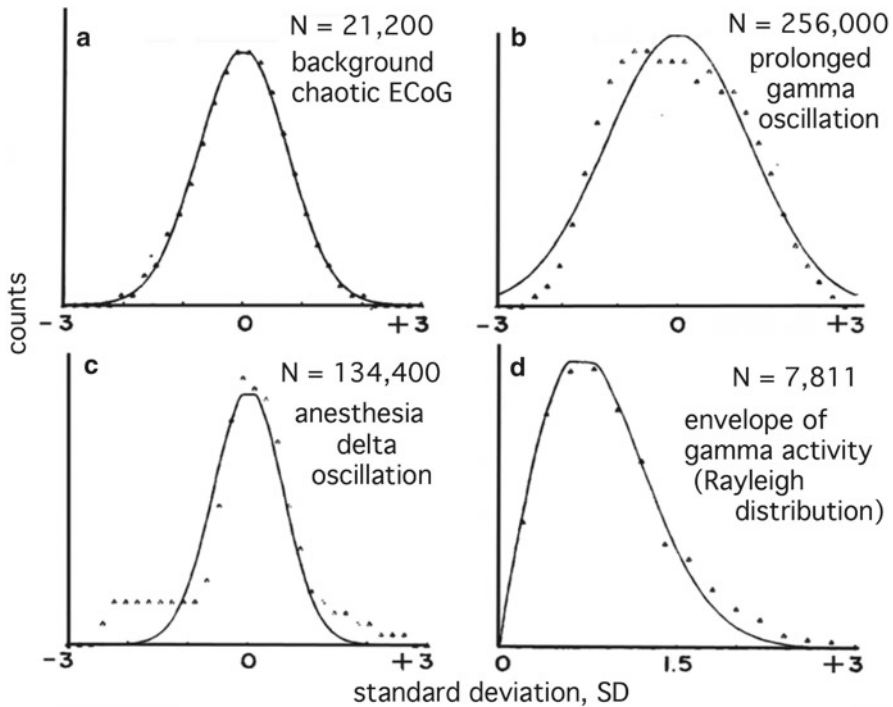 a
N = 21,200
background
chaotic ECoG
b
N = 256,000
prolonged
gamma
oscillation
-3
0
+3
-3
0
+3
counts
c
N = 134,400
anesthesia
delta
oscillation
d
N = 7,811
envelope of
gamma activity
(Rayleigh
distribution)
-3
0
+3
0
1.5
+3
standard deviation, SD